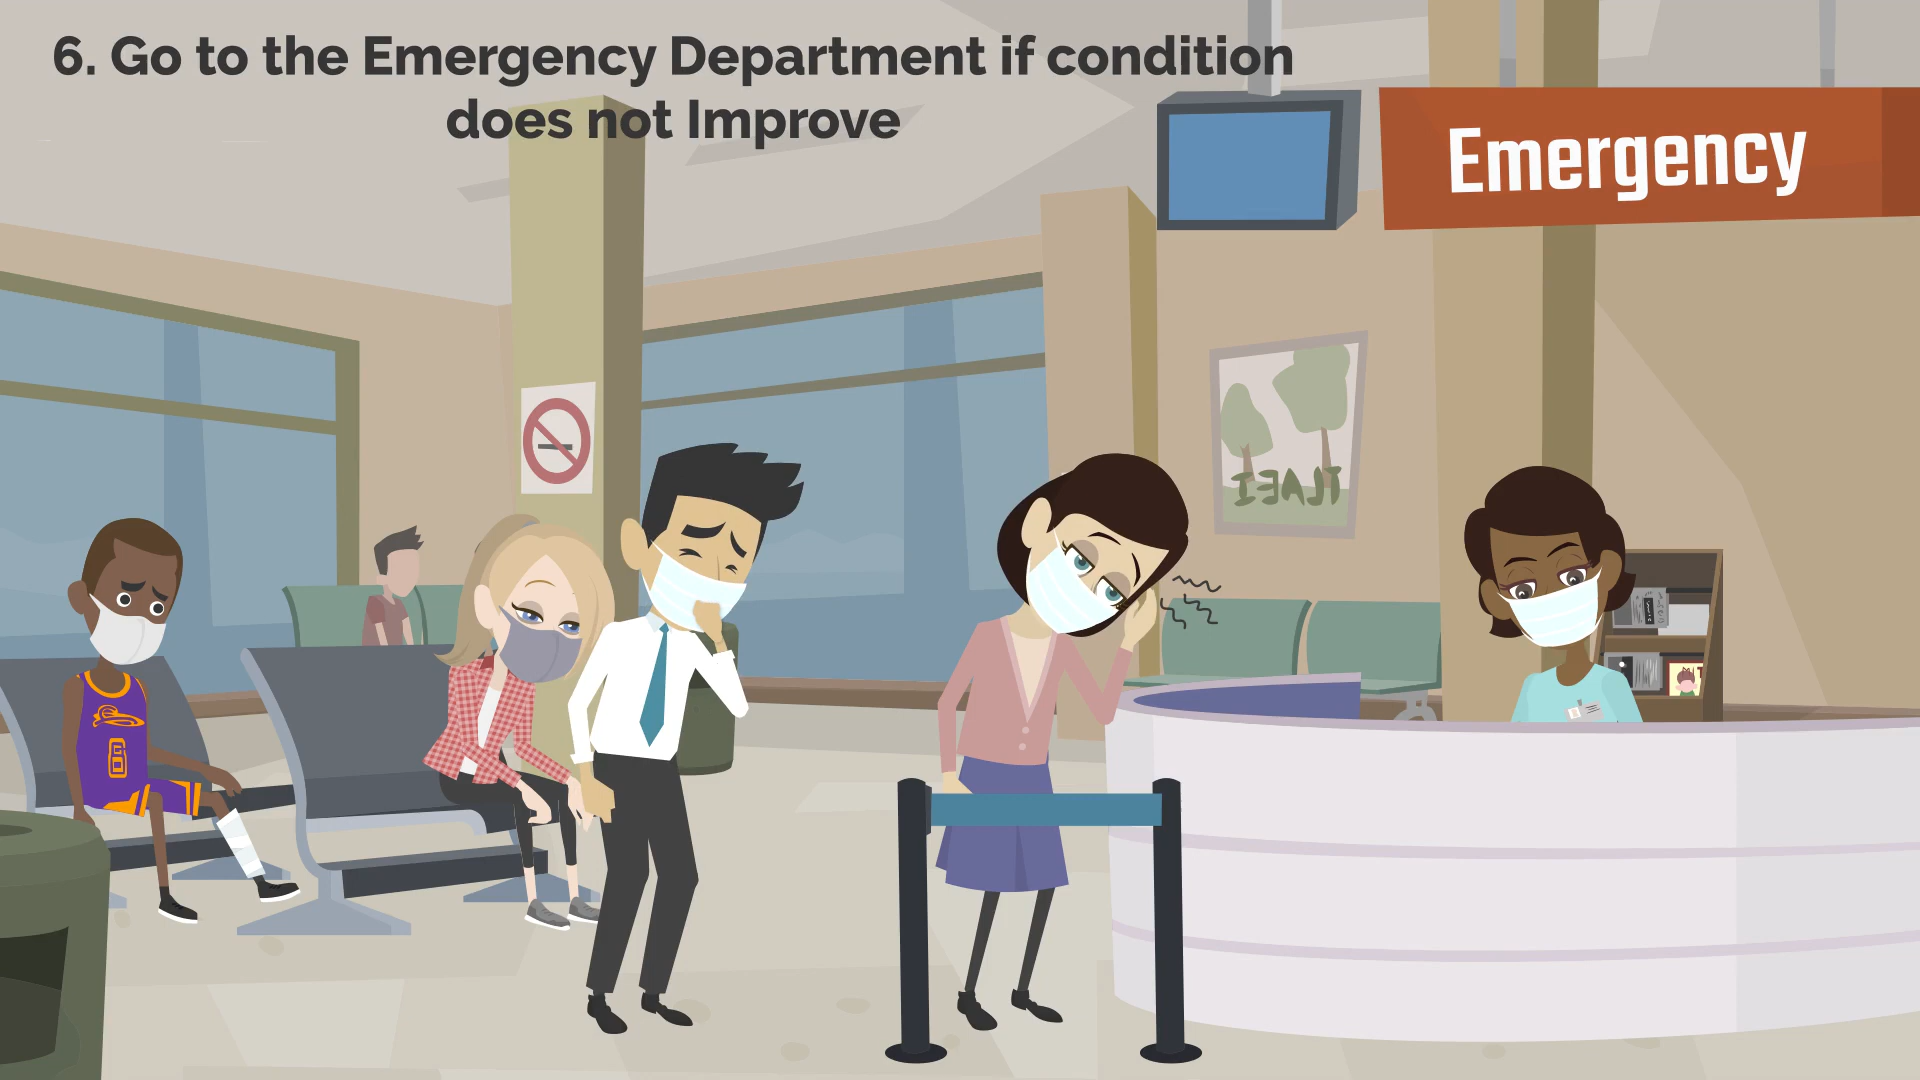 6. Go to the Emergency Department if condition
does not Improve
Emergency